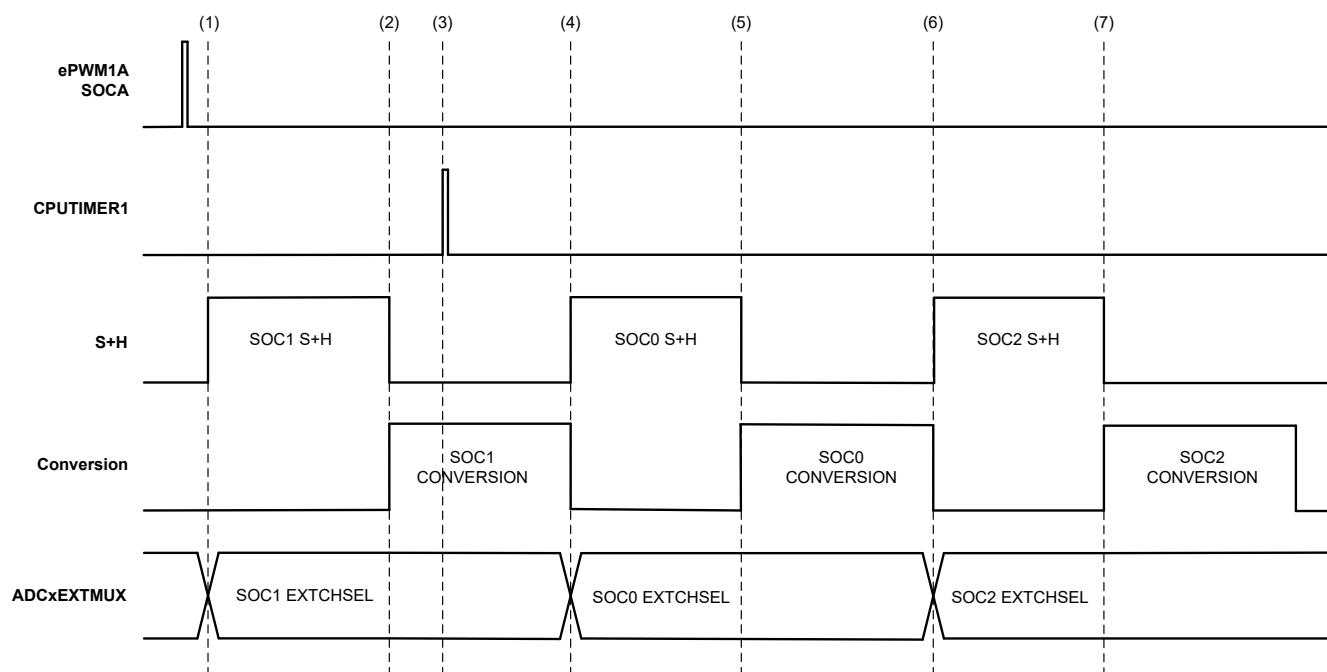 (1) (2) (3) (4) (5) (6) (7)
ePWM1A
SOCA
CPUTIMER1
S+H
SOC1 S+H
SOC0 S+H
SOC2 S+H
Conversion
SOC1
CONVERSION
SOC0
CONVERSION
SOC2
CONVERSION
ADCxEXTMUX
SOC1 EXTCHSEL
SOC0 EXTCHSEL
SOC2 EXTCHSEL